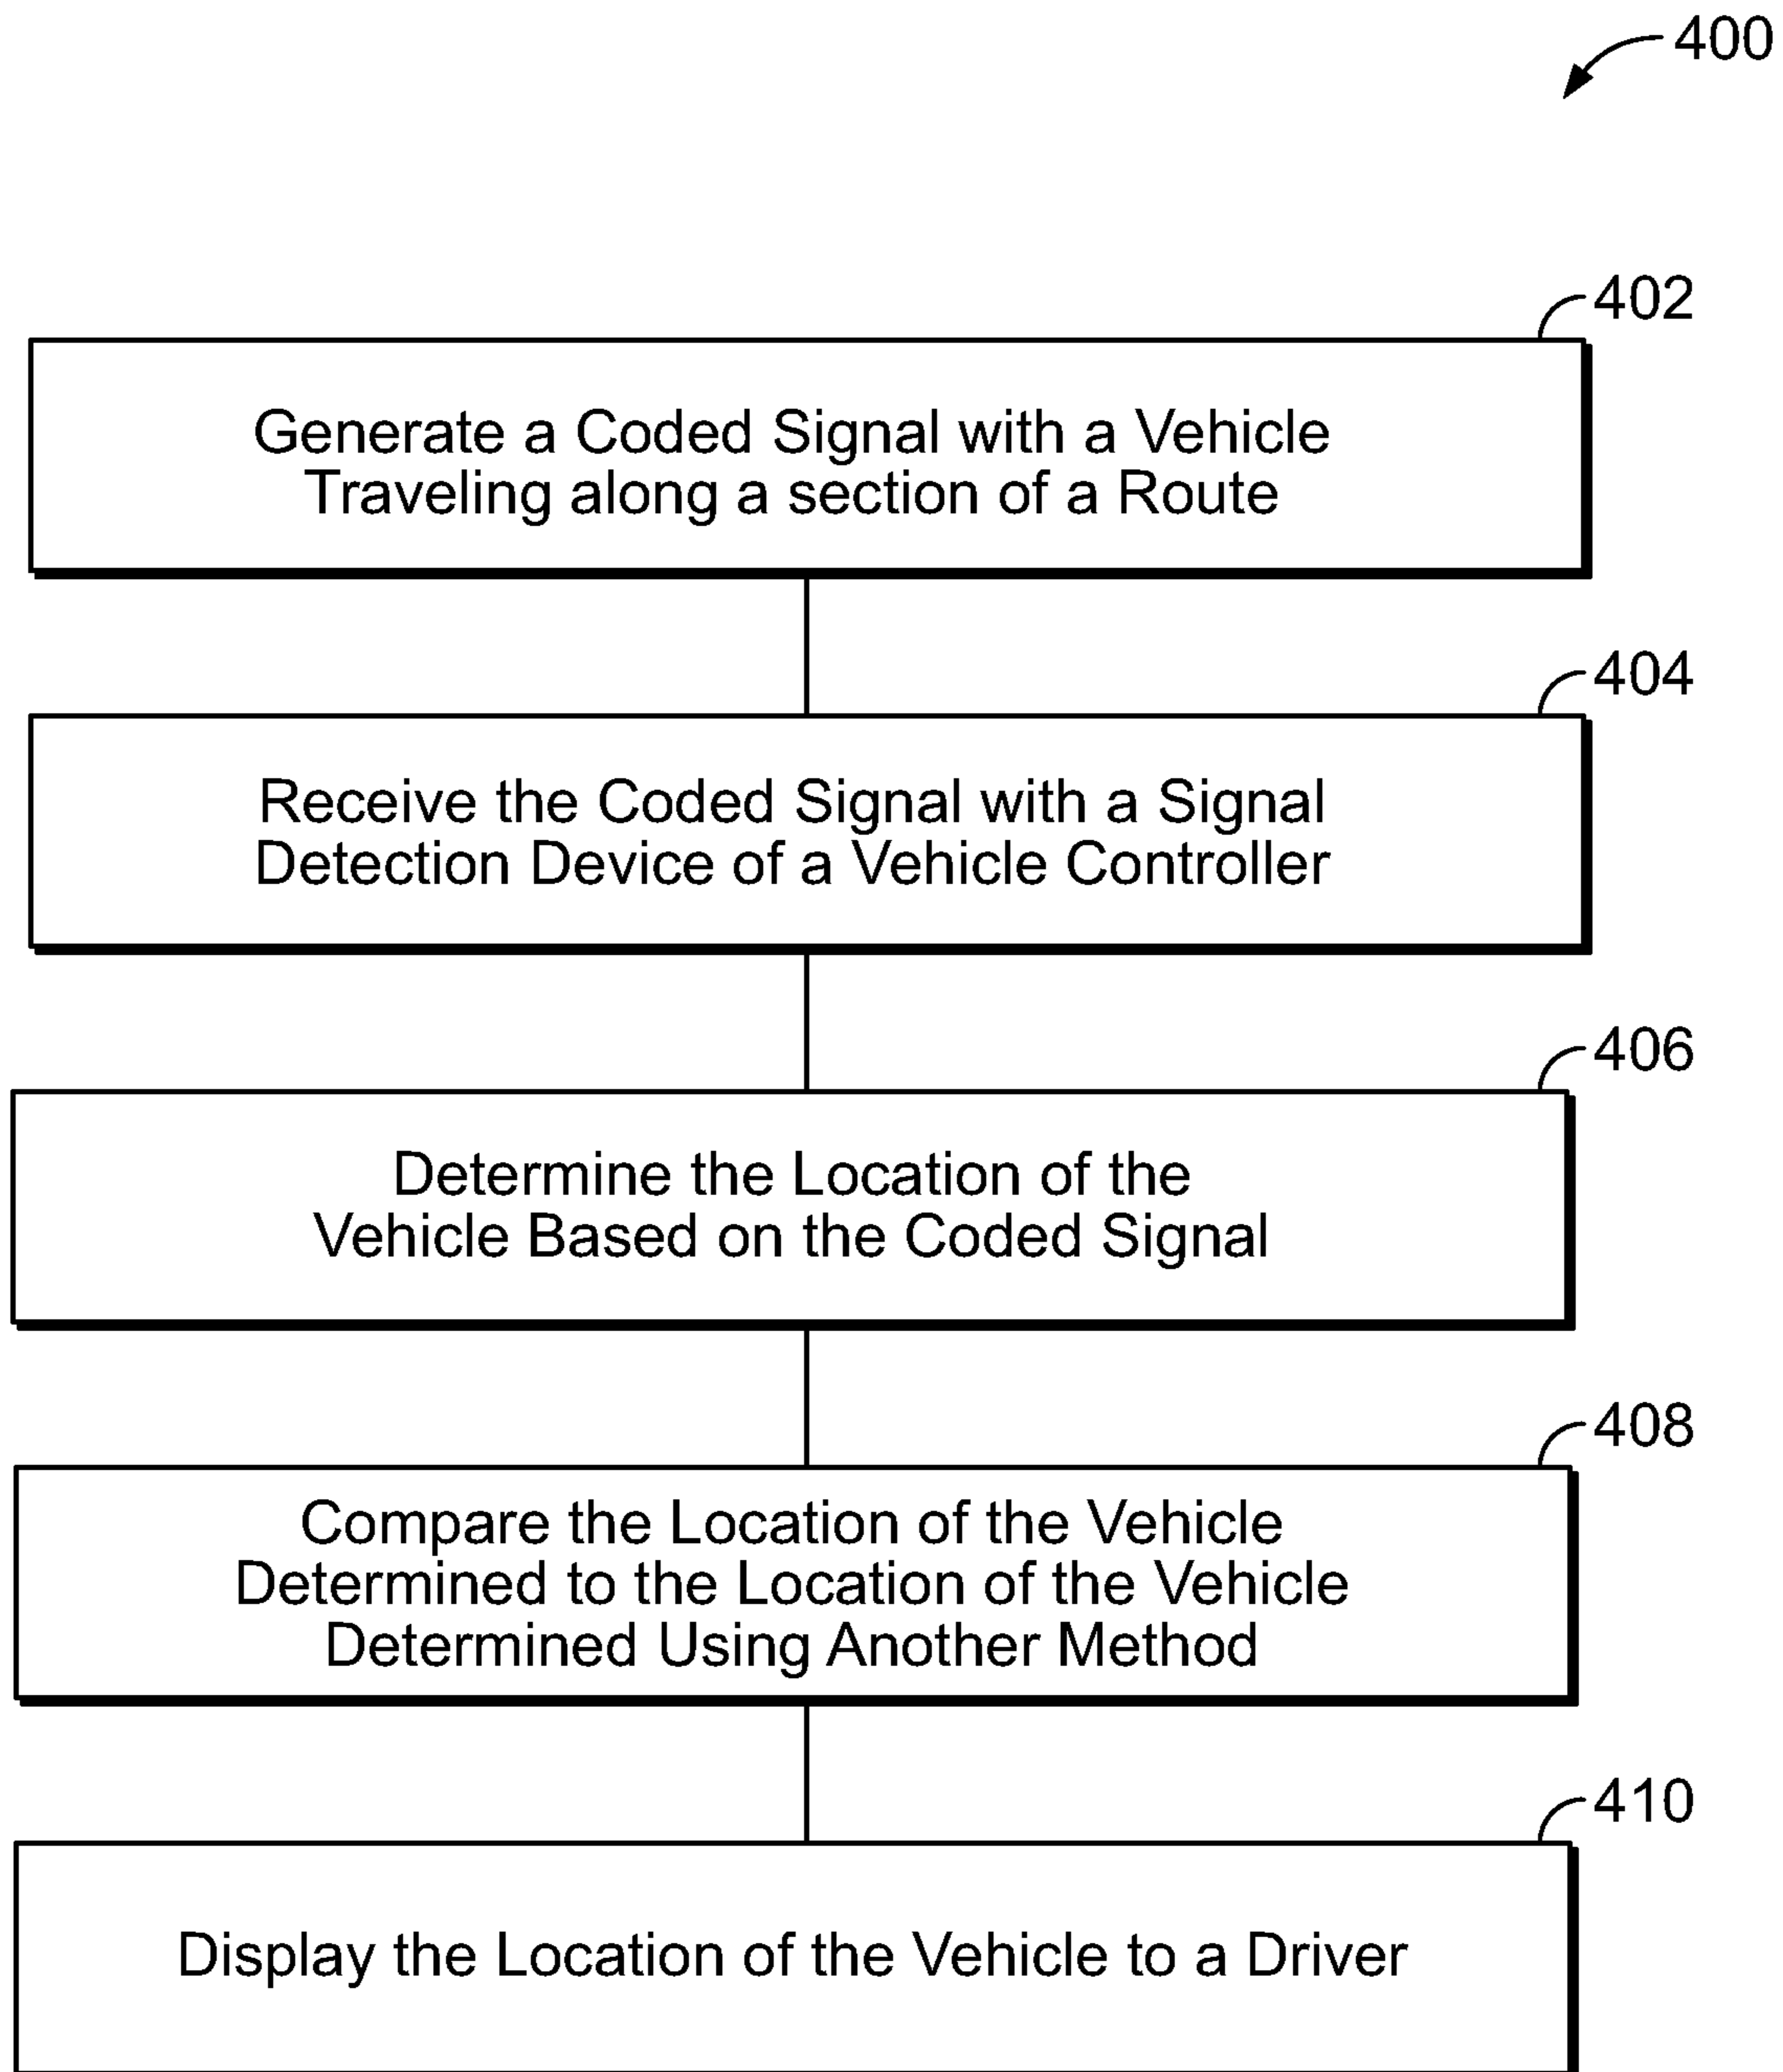 400
402
Generate a Coded Signal with a Vehicle
Traveling along a section of a Route
404
Receive the Coded Signal with a Signal
Detection Device of a Vehicle Controller
406
Determine the Location of the
Vehicle Based on the Coded Signal
408
Compare the Location of the Vehicle
Determined to the Location of the Vehicle
Determined Using Another Method
410
Display the Location of the Vehicle to a Driver